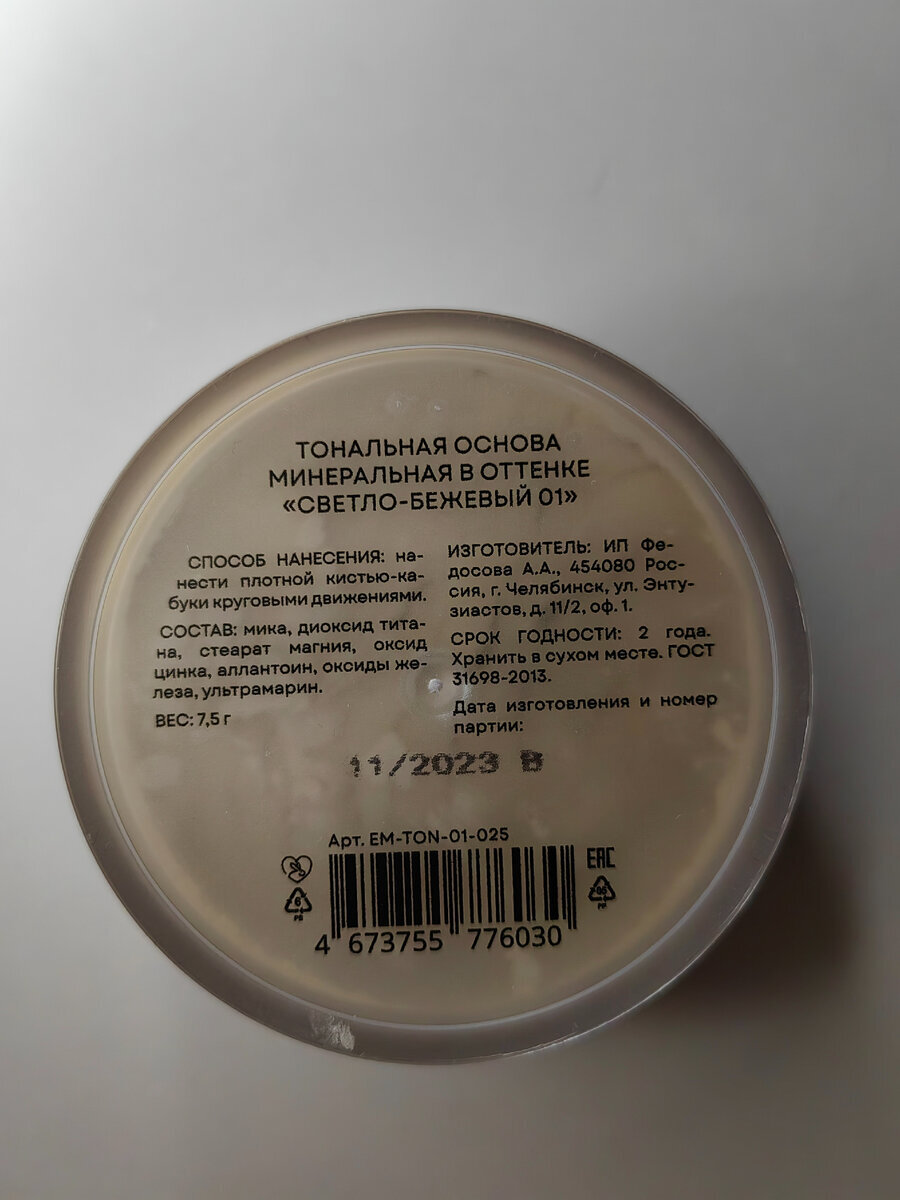 ТОНАЛЬНАЯ ОСНОВА
МИНЕРАЛЬНАЯ В ОТТЕНКЕ
«СВЕТЛО-БЕЖЕВЫЙ 01»
СПОСОБ НАНЕСЕНИЯ: на-
нести плотной кистью-ка-
буки круговыми движениями.
СОСТАВ: мика, диоксид тита-
на, стеарат магния, оксид
цинка, аллантоин, оксиды же-
леза, ультрамарин.
ВЕС: 7,5 г
ИЗГОТОВИТЕЛЬ: ИП Фе-
досова А.А., 454080 Рос-
сия, г. Челябинск, ул. Энту-
зиастов, д. 11/2, оф. 1.
СРОК ГОДНОСТИ: 2 года.
Хранить в сухом месте. ГОСТ
31698-2013.
Дата изготовления и номер
партии:
11/2023 В
Арт. EM-TON-01-025
EAC
6
PS
4 673755 776030